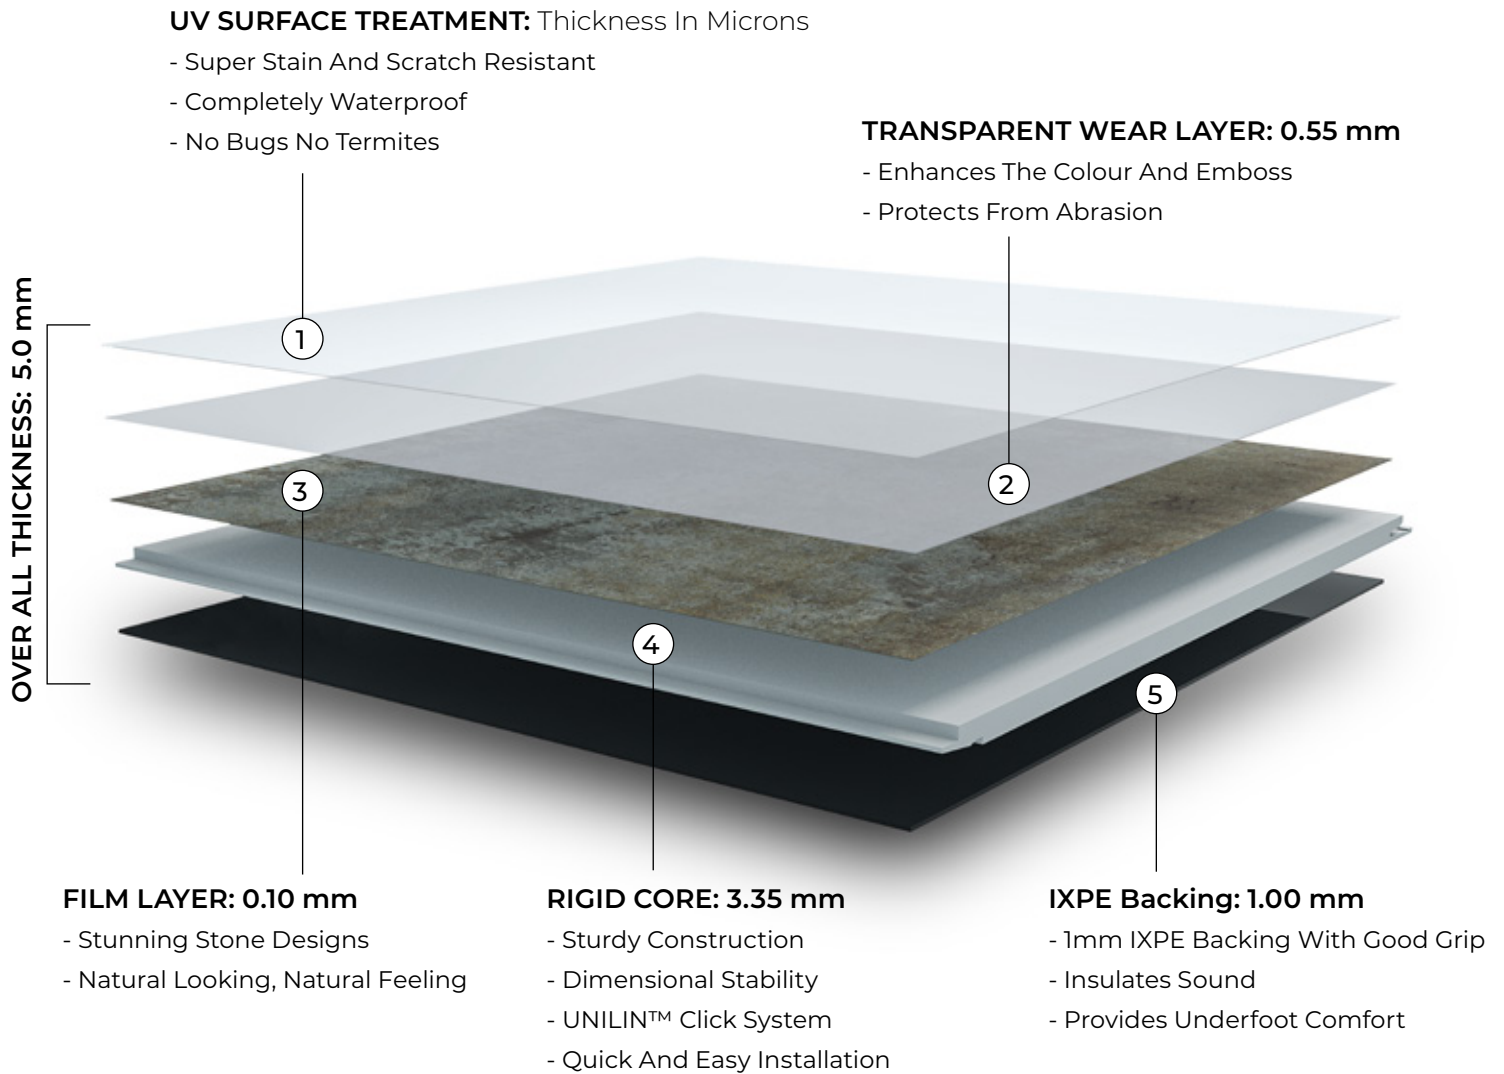 UV SURFACE TREATMENT: Thickness In Microns
- Super Stain And Scratch Resistant
- Completely Waterproof
- No Bugs No Termites
TRANSPARENT WEAR LAYER: 0.55 mm
- Enhances The Colour And Emboss
- Protects From Abrasion
OVER ALL THICKNESS: 5.0 mm
1
2
3
4
5
FILM LAYER: 0.10 mm
- Stunning Stone Designs
- Natural Looking, Natural Feeling
RIGID CORE: 3.35 mm
- Sturdy Construction
- Dimensional Stability
- UNILIN™ Click System
- Quick And Easy Installation
IXPE Backing: 1.00 mm
- 1mm IXPE Backing With Good Grip
- Insulates Sound
- Provides Underfoot Comfort